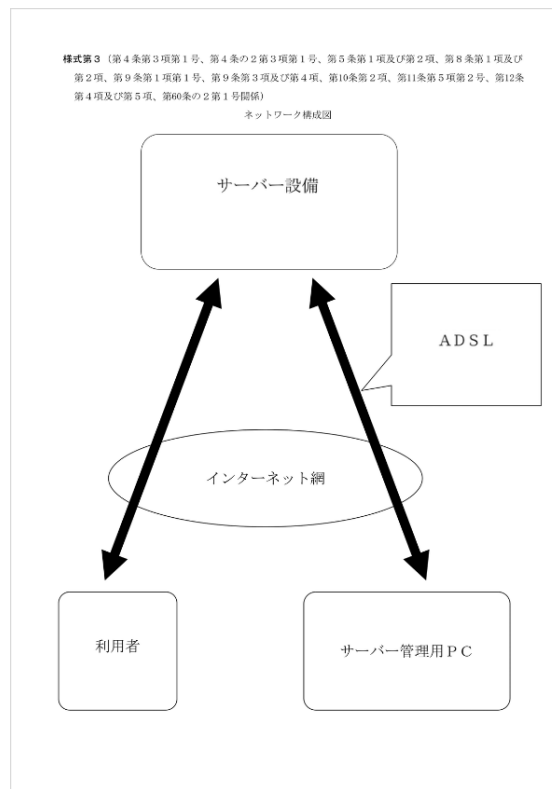 様式第３（第４条第３項第１号、第４条の２第３項第１号、第５条第１項及び第２項、第８条第１項及び
第２項、第９条第１項第１号、第９条第３項及び第４項、第10条第２項、第11条第５項第２号、第12条
第４項及び第５項、第60条の２第１号関係）
ネットワーク構成図
サーバー設備
ＡＤＳＬ
インターネット網
利用者
サーバー管理用ＰＣ